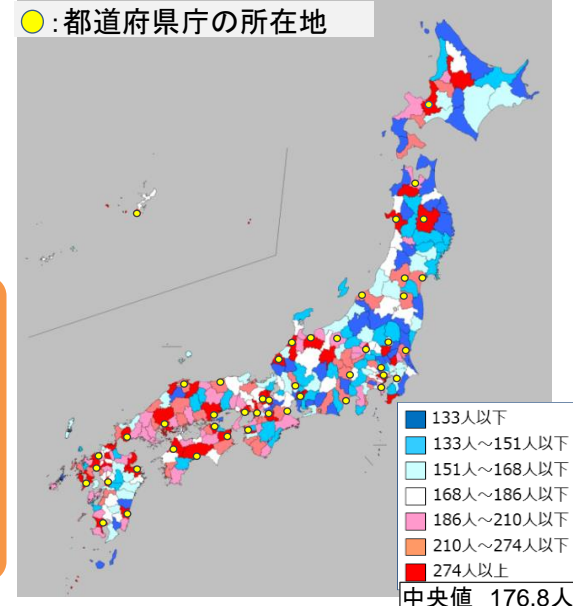 ：都道府県庁の所在地
133人以下
133人～151人以下
151人～168人以下
168人～186人以下
186人～210人以下
210人～274人以下
274人以上
中央値 176.8人